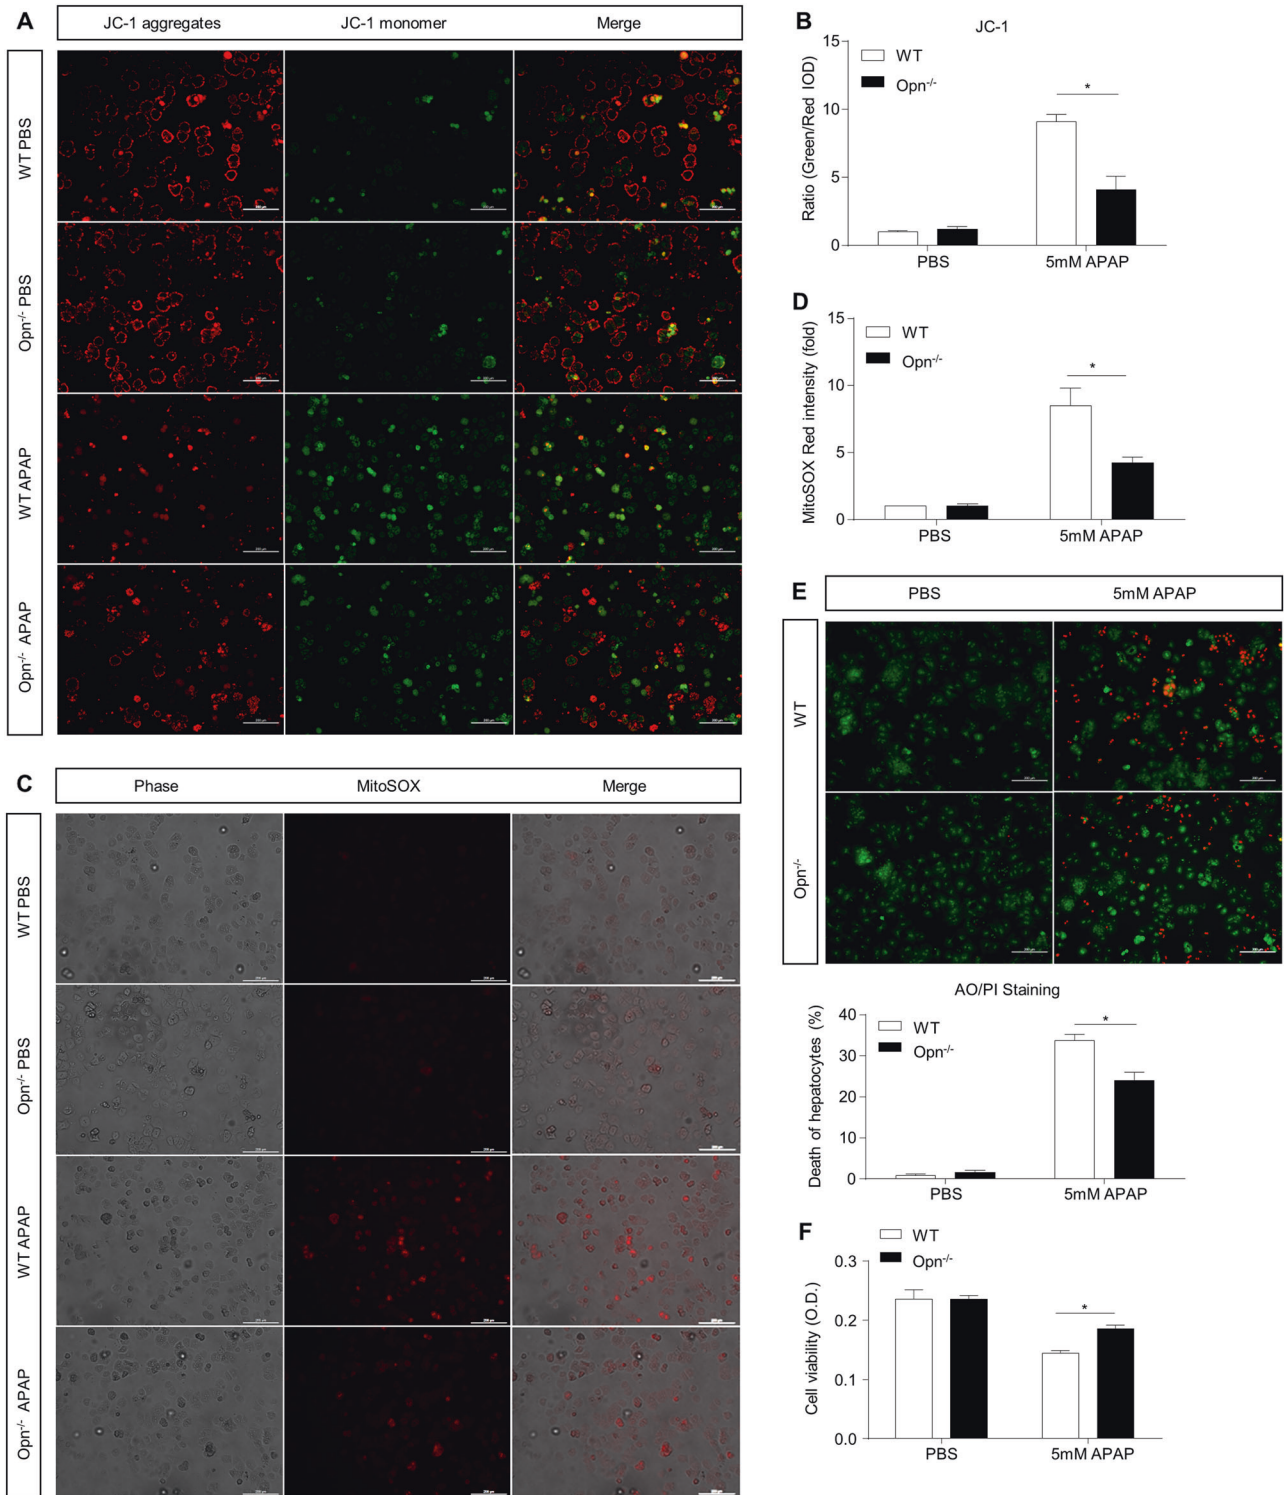 A
JC-1 aggregates
JC-1 monomer
Merge
WT PBS
Opn-/- PBS
WT APAP
Opn-/- APAP
B
JC-1
WT
Opn-/-
*
Ratio (Green/Red IOD)
15
10
5
0
PBS
5mM APAP
C
Phase
MitoSOX
Merge
WT PBS
Opn-/- PBS
WT APAP
Opn-/- APAP
D
WT
Opn-/-
*
MitoSOX Red intensity (fold)
15
10
5
0
PBS
5mM APAP
E
PBS
5mM APAP
WT
Opn-/-
AO/PI Staining
WT
Opn-/-
*
Death of hepatocytes (%)
40
30
20
10
0
PBS
5mM APAP
F
WT
Opn-/-
*
Cell viability (O.D.)
0.3
0.2
0.1
0.0
PBS
5mM APAP